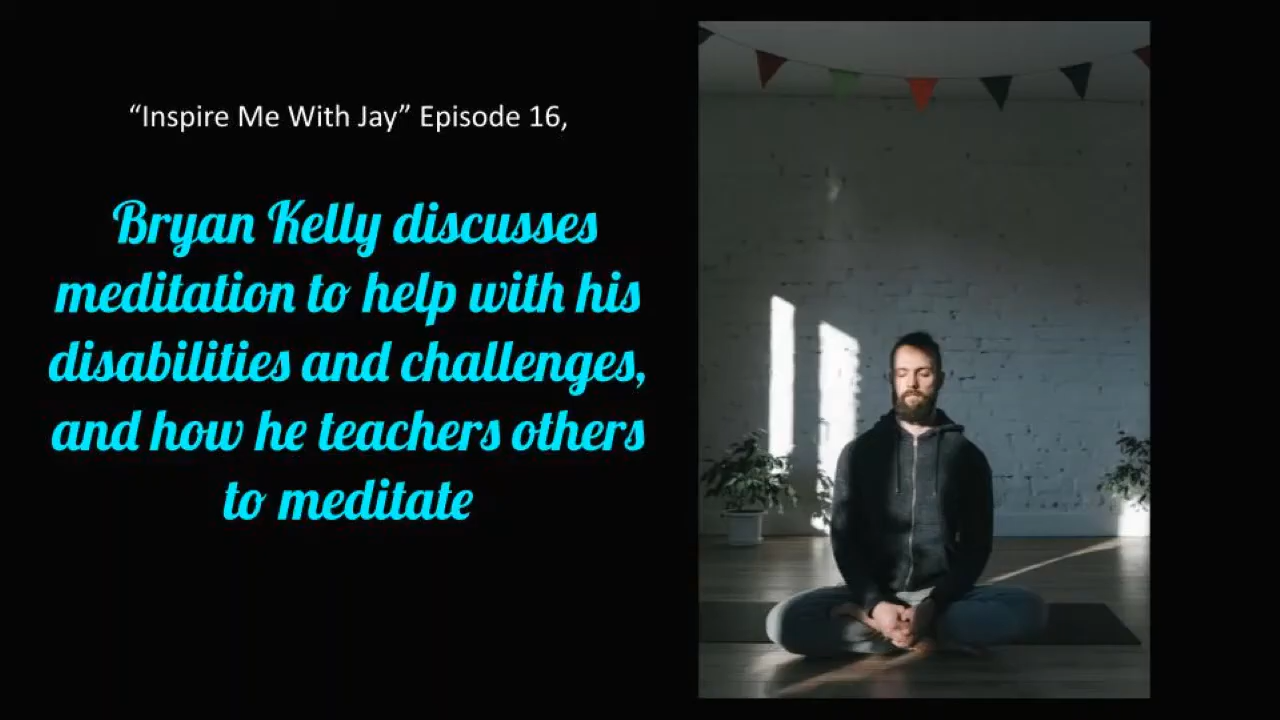 “Inspire Me With Jay” Episode 16,
Bryan Kelly discusses
meditation to help with his
disabilities and challenges,
and how he teachers others
to meditate